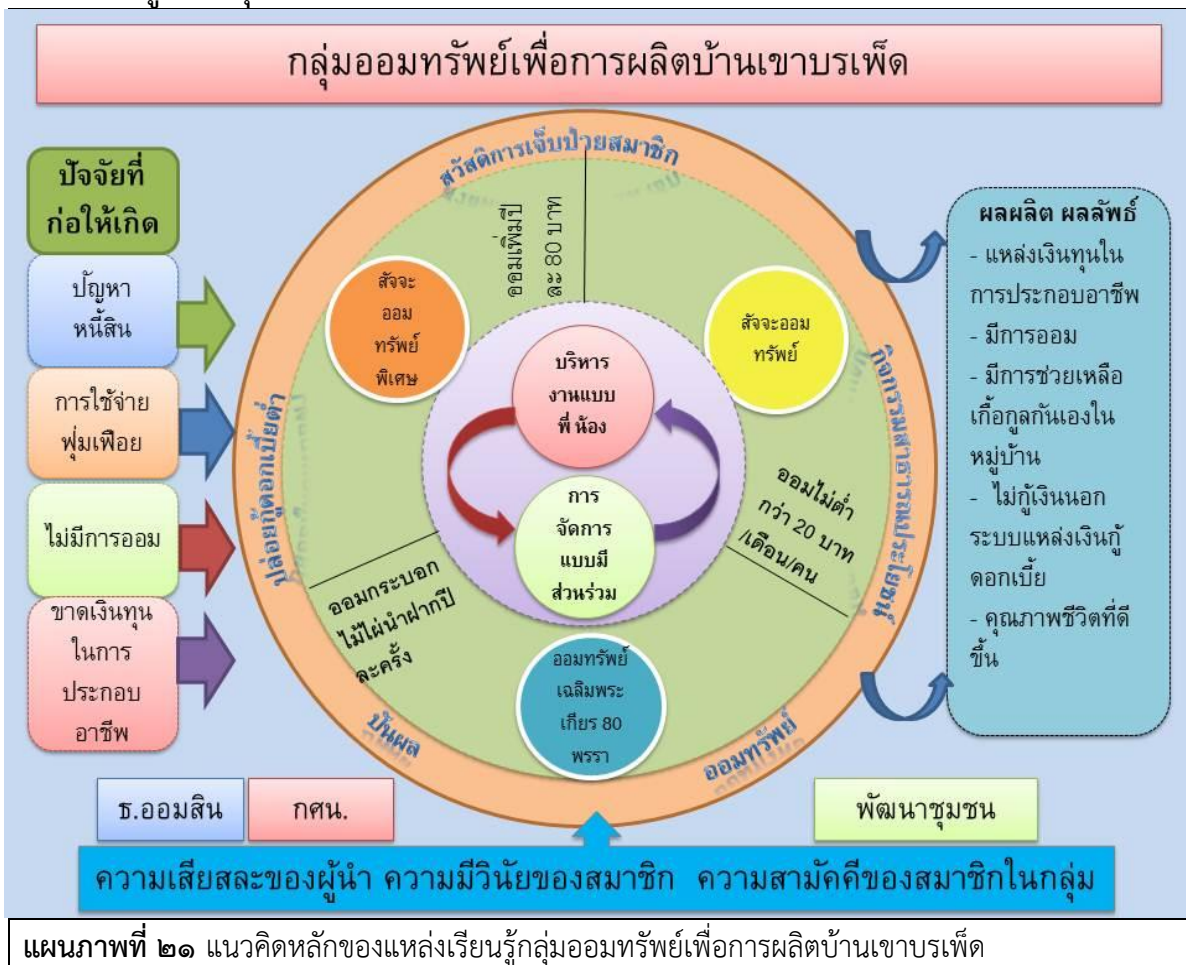 กลุ่มออมทรัพย์เพื่อการผลิตบ้านเขาบรเพ็ด
ปัจจัยที่
ก่อให้เกิด
ปัญหา
หนี้สิน
การใช้จ่าย
ฟุ่มเฟือย
ไม่มีการออม
ขาดเงินทุน
ในการ
ประกอบ
อาชีพ
สวัสดิการเจ็บป่วยสมาชิก
กิจกรรมสาธารณประโยชน์
ออมทรัพย์
ปันผล
ปล่อยกู้ดอกเบี้ยต่ำ
ออมเพิ่มปี
ละ 80 บาท
สัจจะ
ออม
ทรัพย์
พิเศษ
สัจจะออม
ทรัพย์
บริหาร
งานแบบ
พี่ น้อง
การ
จัดการ
แบบมี
ส่วนร่วม
ออมไม่ต่ำ
กว่า 20 บาท
/เดือน/คน
ออมกระบอก
ไม้ไผ่นำฝากปี
ละครั้ง
ออมทรัพย์
เฉลิมพระ
เกียร 80
พรรา
ผลผลิต ผลลัพธ์
- แหล่งเงินทุนใน
การประกอบอาชีพ
- มีการออม
- มีการช่วยเหลือ
เกื้อกูลกันเองใน
หมู่บ้าน
- ไม่กู้เงินนอก
ระบบแหล่งเงินกู้
ดอกเบี้ย
- คุณภาพชีวิตที่ดี
ขึ้น
ธ.ออมสิน
กศน.
พัฒนาชุมชน
ความเสียสละของผู้นำ ความมีวินัยของสมาชิก ความสามัคคีของสมาชิกในกลุ่ม
แผนภาพที่ ๒๑ แนวคิดหลักของแหล่งเรียนรู้กลุ่มออมทรัพย์เพื่อการผลิตบ้านเขาบรเพ็ด